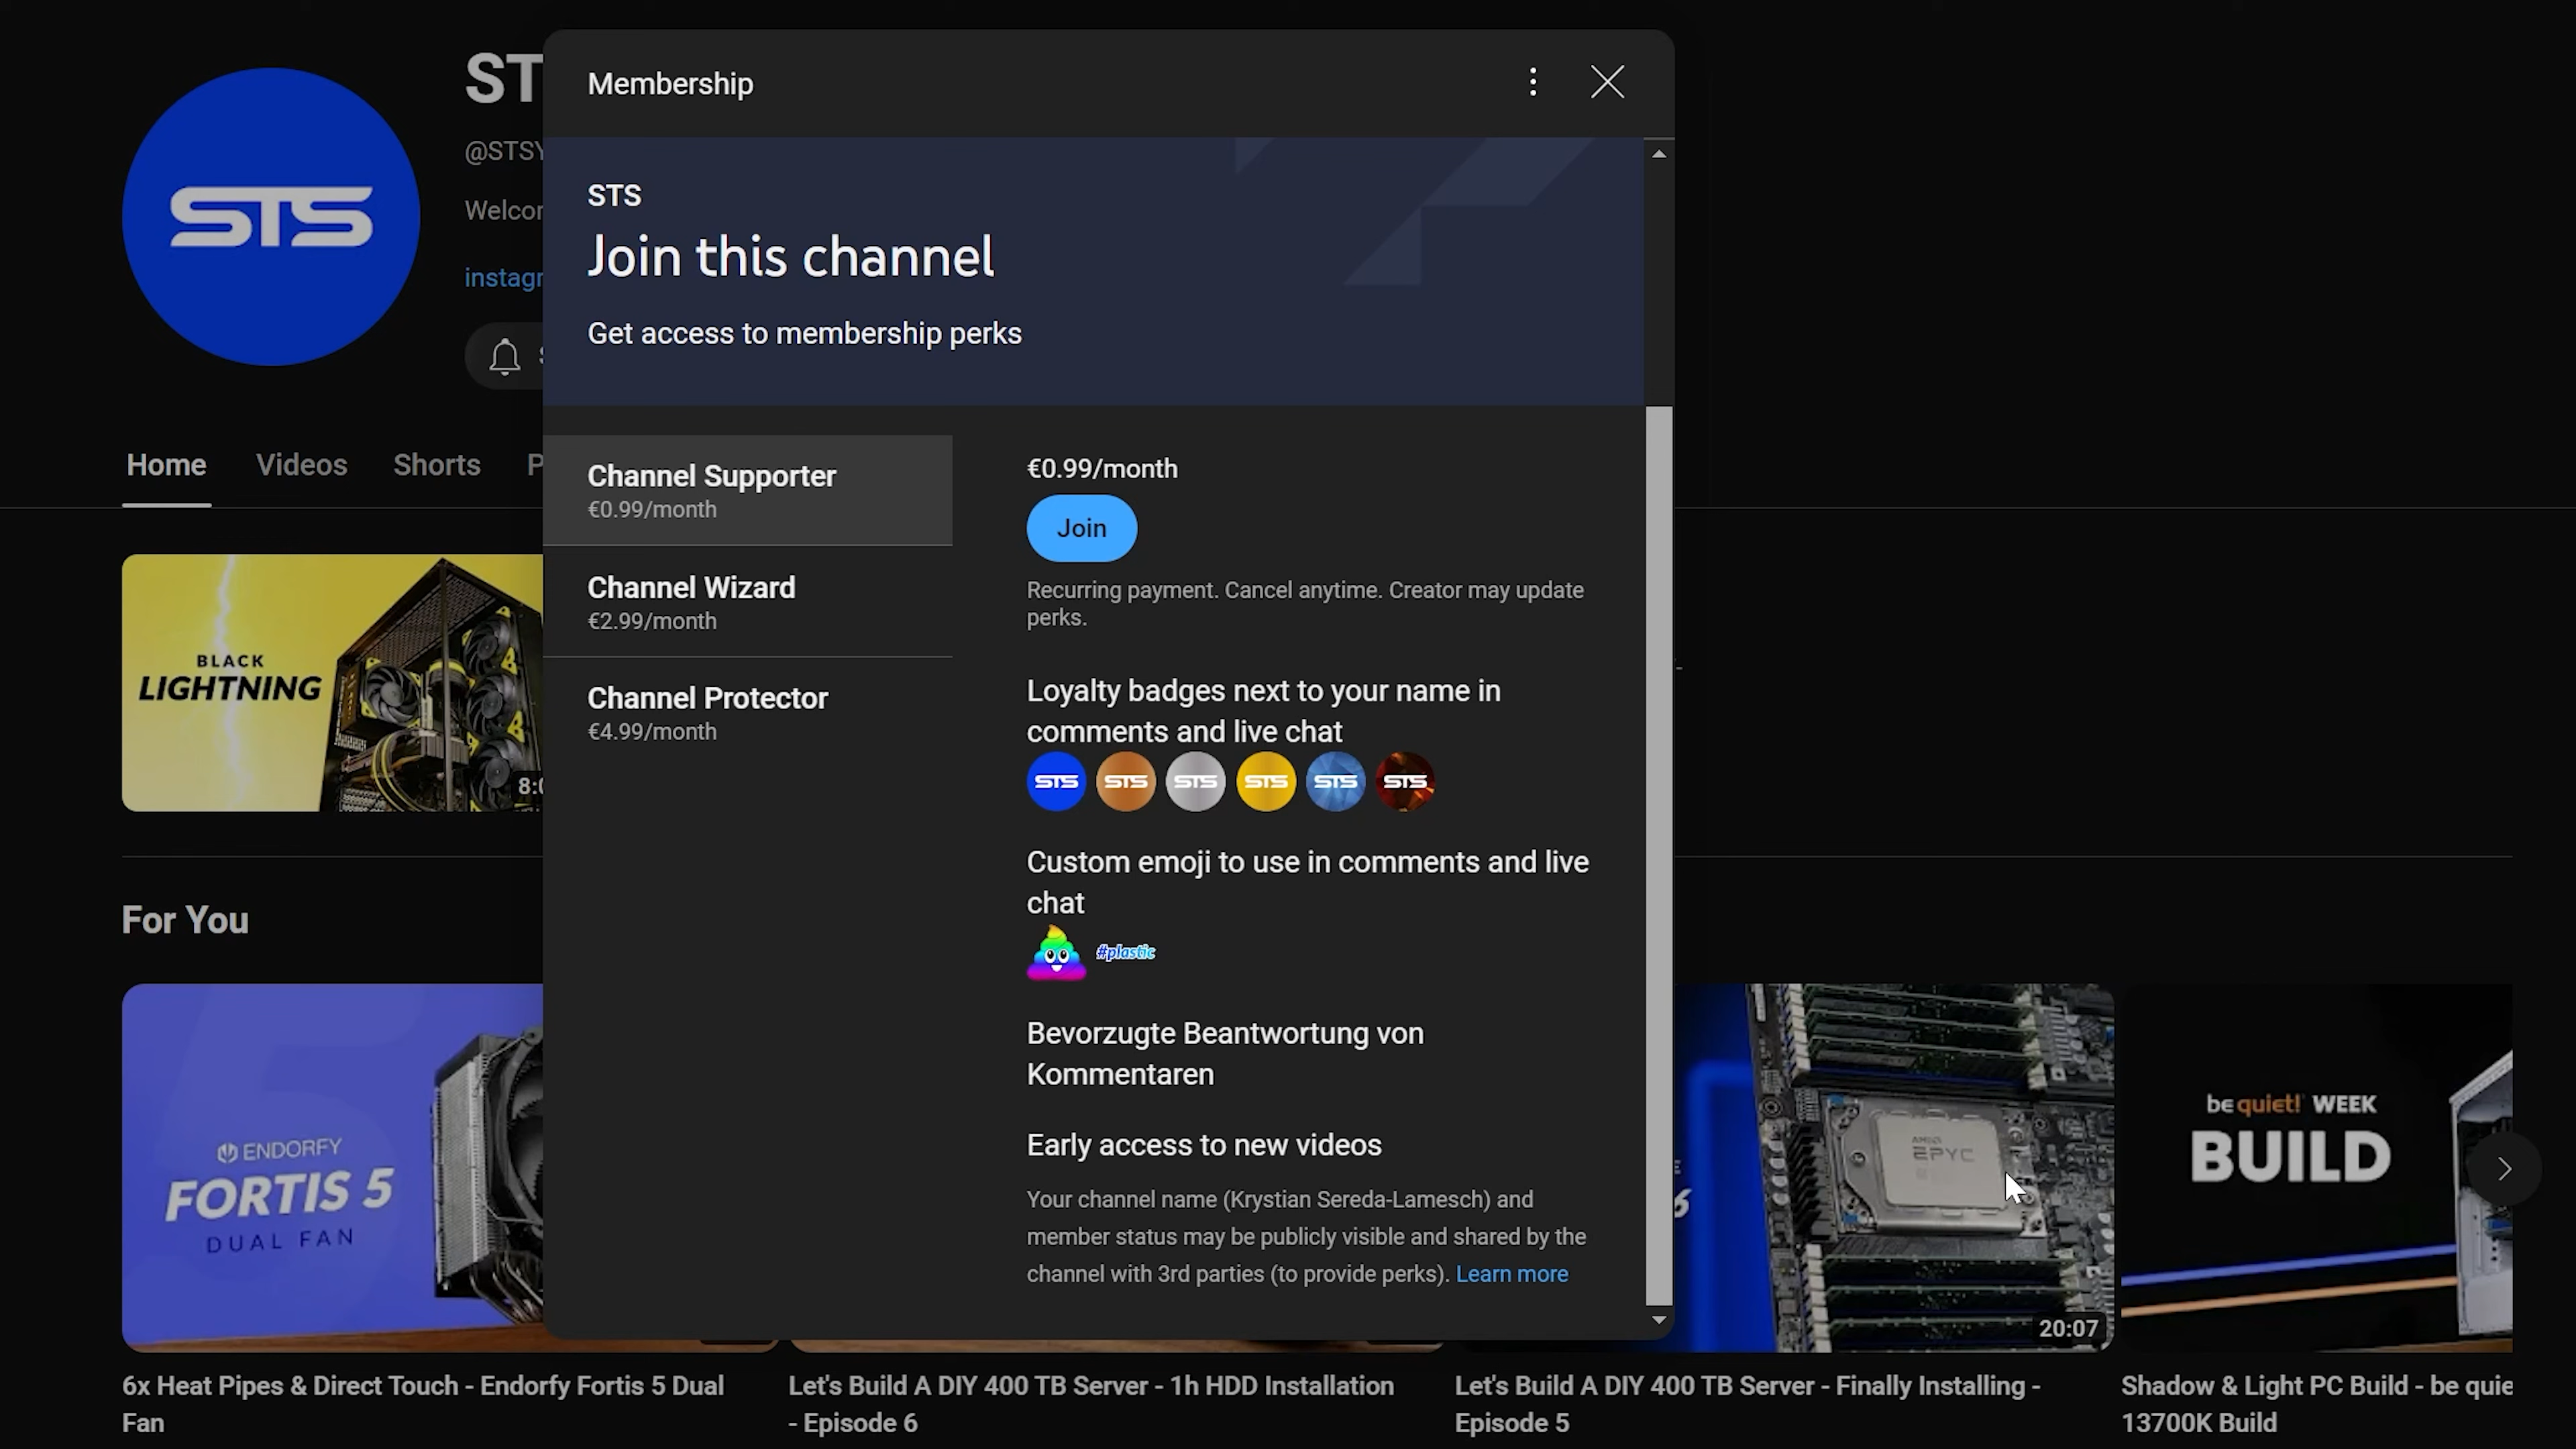 ST
@STSY
Welcor
instagr
Home
Videos
Shorts
P
Membership
STS
STS
Join this channel
Get access to membership perks
Channel Supporter
€0.99/month
Channel Wizard
€2.99/month
Channel Protector
€4.99/month
€0.99/month
Join
Recurring payment. Cancel anytime. Creator may update
perks.
Loyalty badges next to your name in
comments and live chat
STS STS STS STS STS STS
Custom emoji to use in comments and live
chat
#plastic
Bevorzugte Beantwortung von
Kommentaren
Early access to new videos
Your channel name (Krystian Sereda-Lamesch) and
member status may be publicly visible and shared by the
channel with 3rd parties (to provide perks). Learn more
BLACK
LIGHTNING
8:0
For You
ENDORFY
FORTIS 5
DUAL FAN
AMD
EPYC
6
20:07
be quiet! WEEK
BUILD
6x Heat Pipes & Direct Touch - Endorfy Fortis 5 Dual
Fan
Let's Build A DIY 400 TB Server - 1h HDD Installation
- Episode 6
Let's Build A DIY 400 TB Server - Finally Installing -
Episode 5
Shadow & Light PC Build - be quie
13700K Build